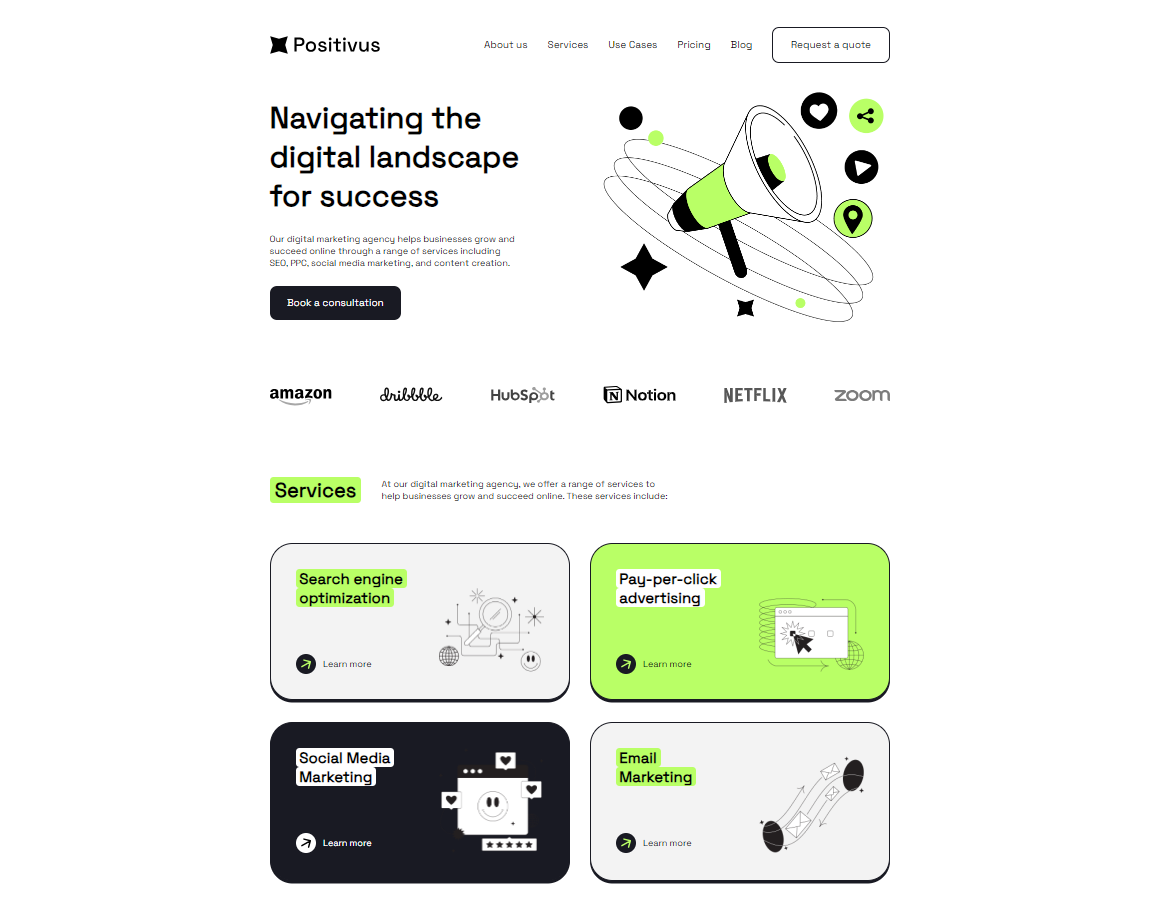 Positivus
About us Services Use Cases Pricing Blog Request a quote
Navigating the
digital landscape
for success
Our digital marketing agency helps businesses grow and
succeed online through a range of services including
SEO, PPC, social media marketing, and content creation.
Book a consultation
amazon dribbble HubSpot Notion NETFLIX zoom
Services
At our digital marketing agency, we offer a range of services to
help businesses grow and succeed online. These services include:
Search engine
optimization
Learn more
Pay-per-click
advertising
Learn more
Social Media
Marketing
Learn more
Email
Marketing
Learn more